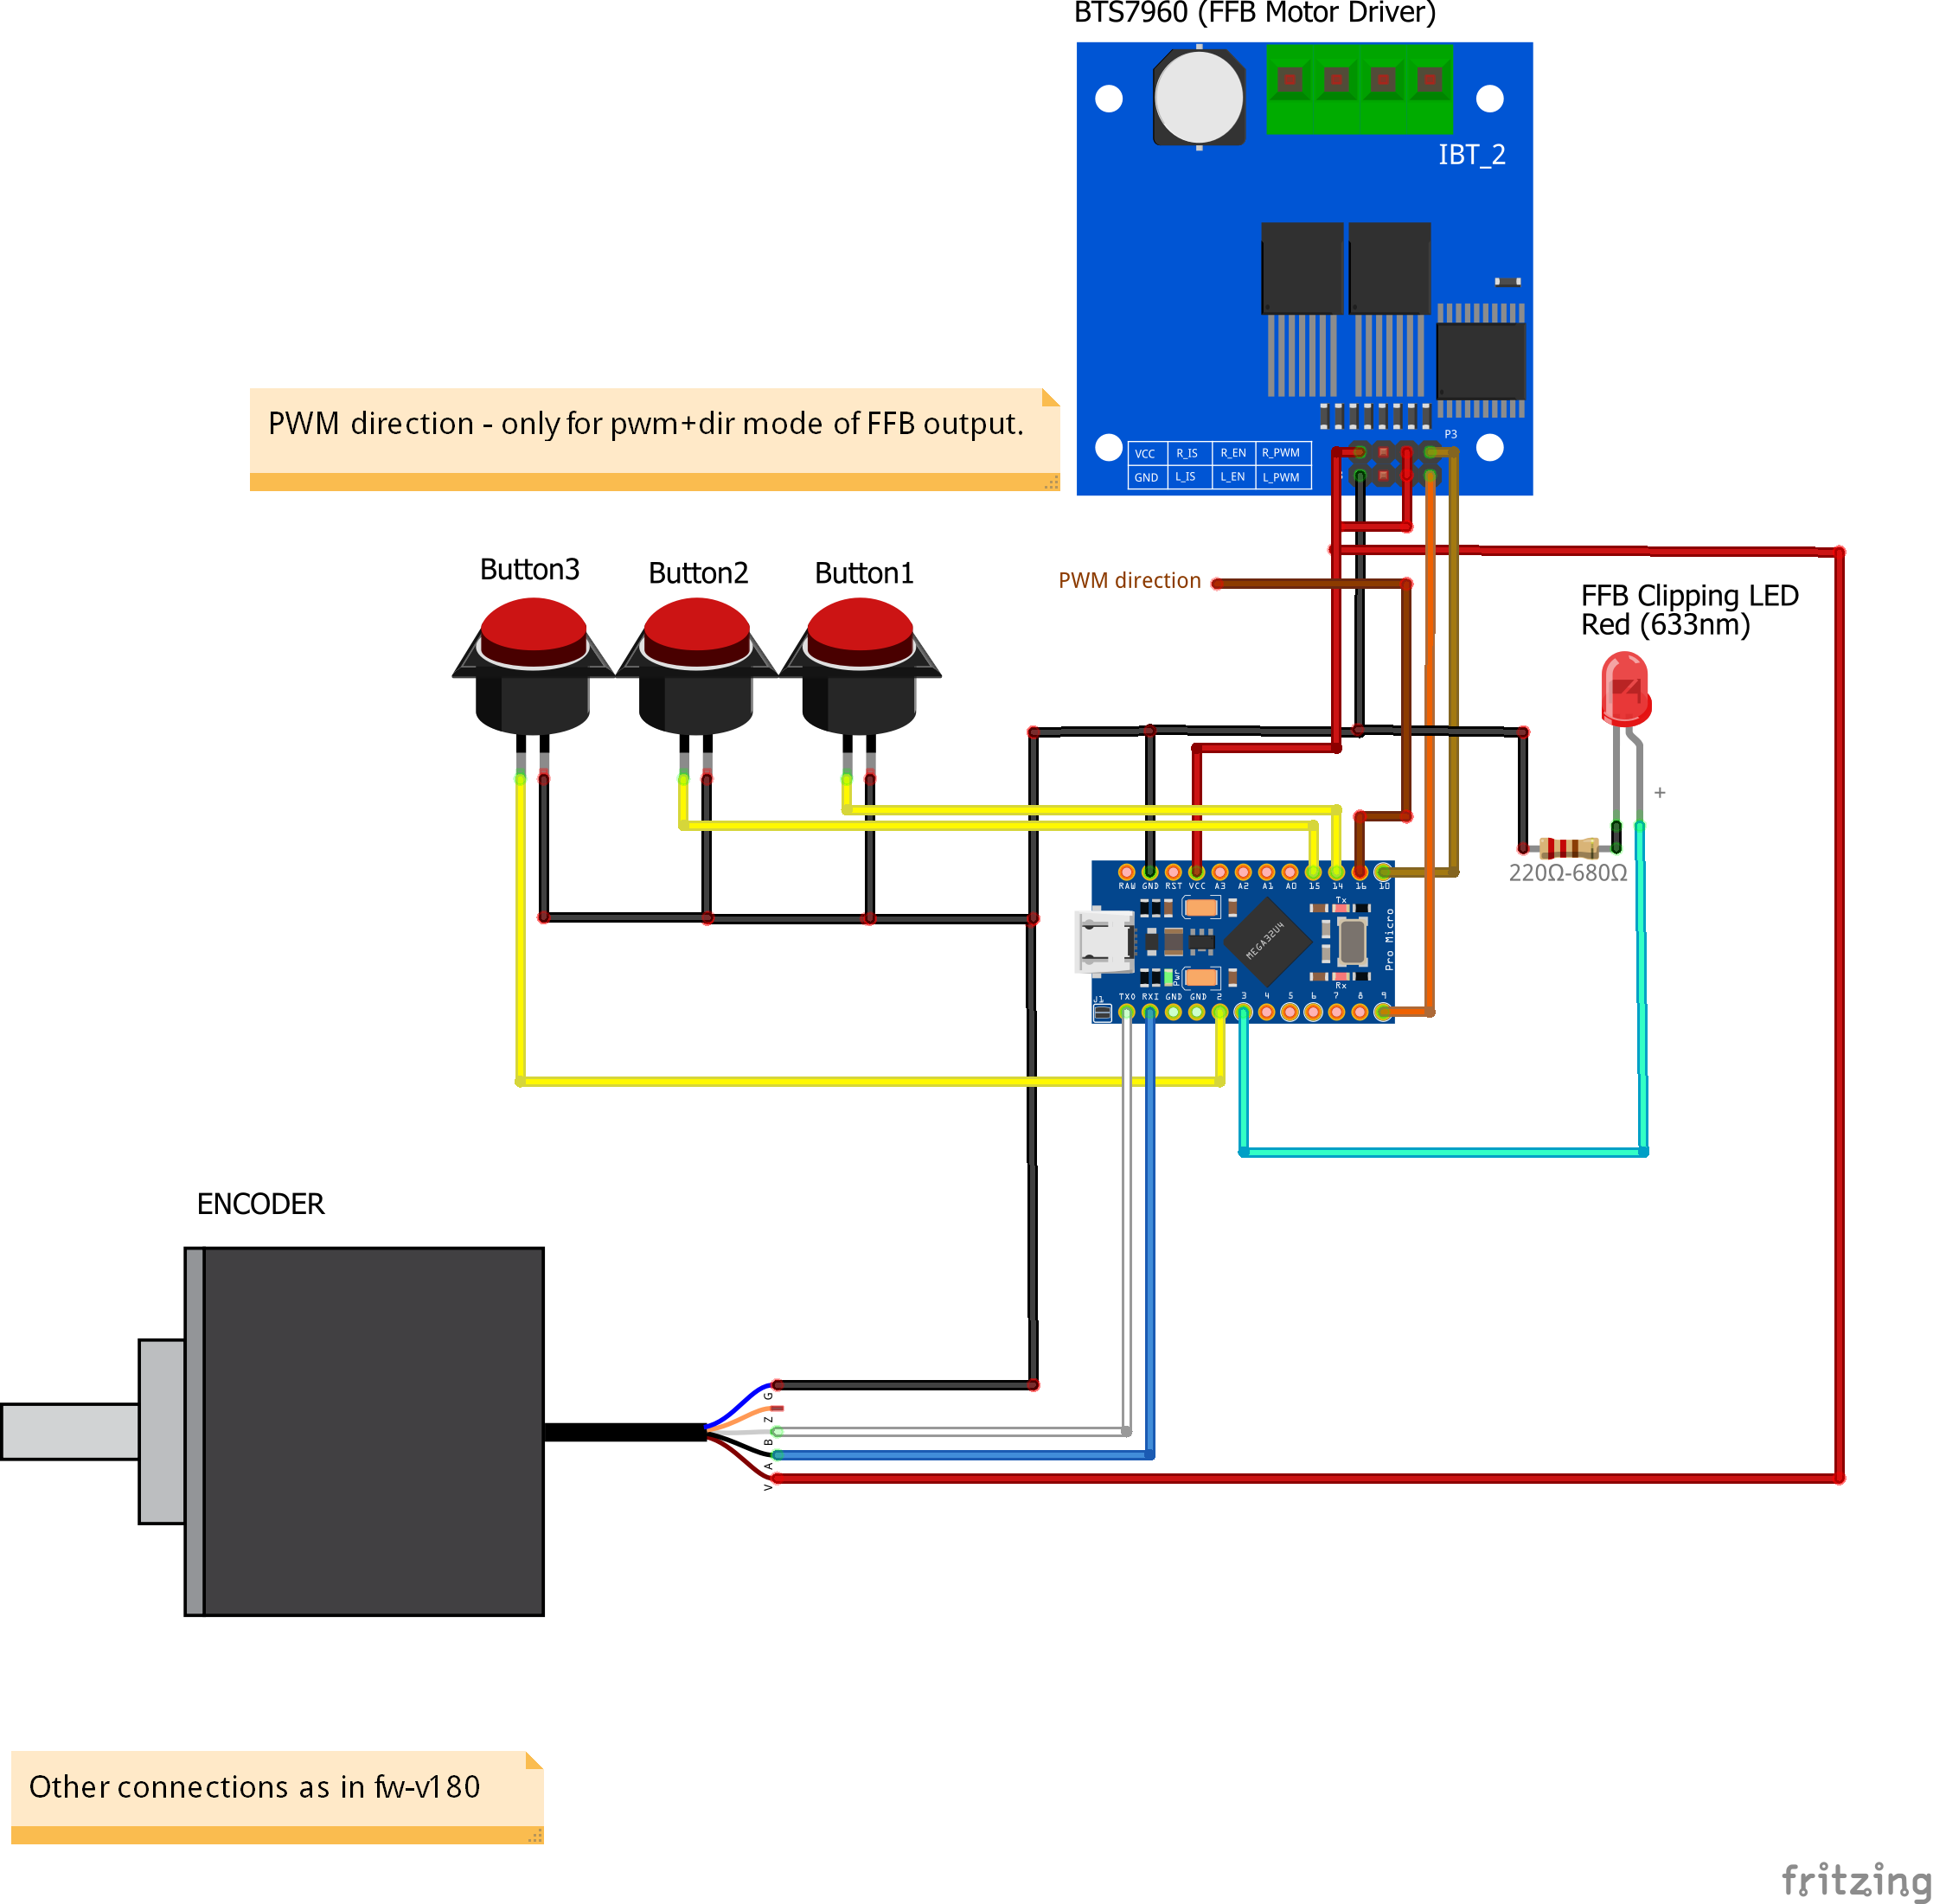 BTS7960 (FFB Motor Driver)
IBT_2
PWM direction - only for pwm+dir mode of FFB output.
P3
VCC R_IS R_EN R_PWM
GND L_IS L_EN L_PWM
Button3 Button2 Button1
PWM direction
FFB Clipping LED
Red (633nm)
+
220Ω-680Ω
RAW GND RST VCC A3 A2 A1 A0 15 14 16 10
Tx
MEGA32U4
Pro Micro
PWR
Rx
J1
TX0 RXI GND GND 2 3 4 5 6 7 8 9
ENCODER
G
Z
B
A
V
Other connections as in fw-v180
fritzing